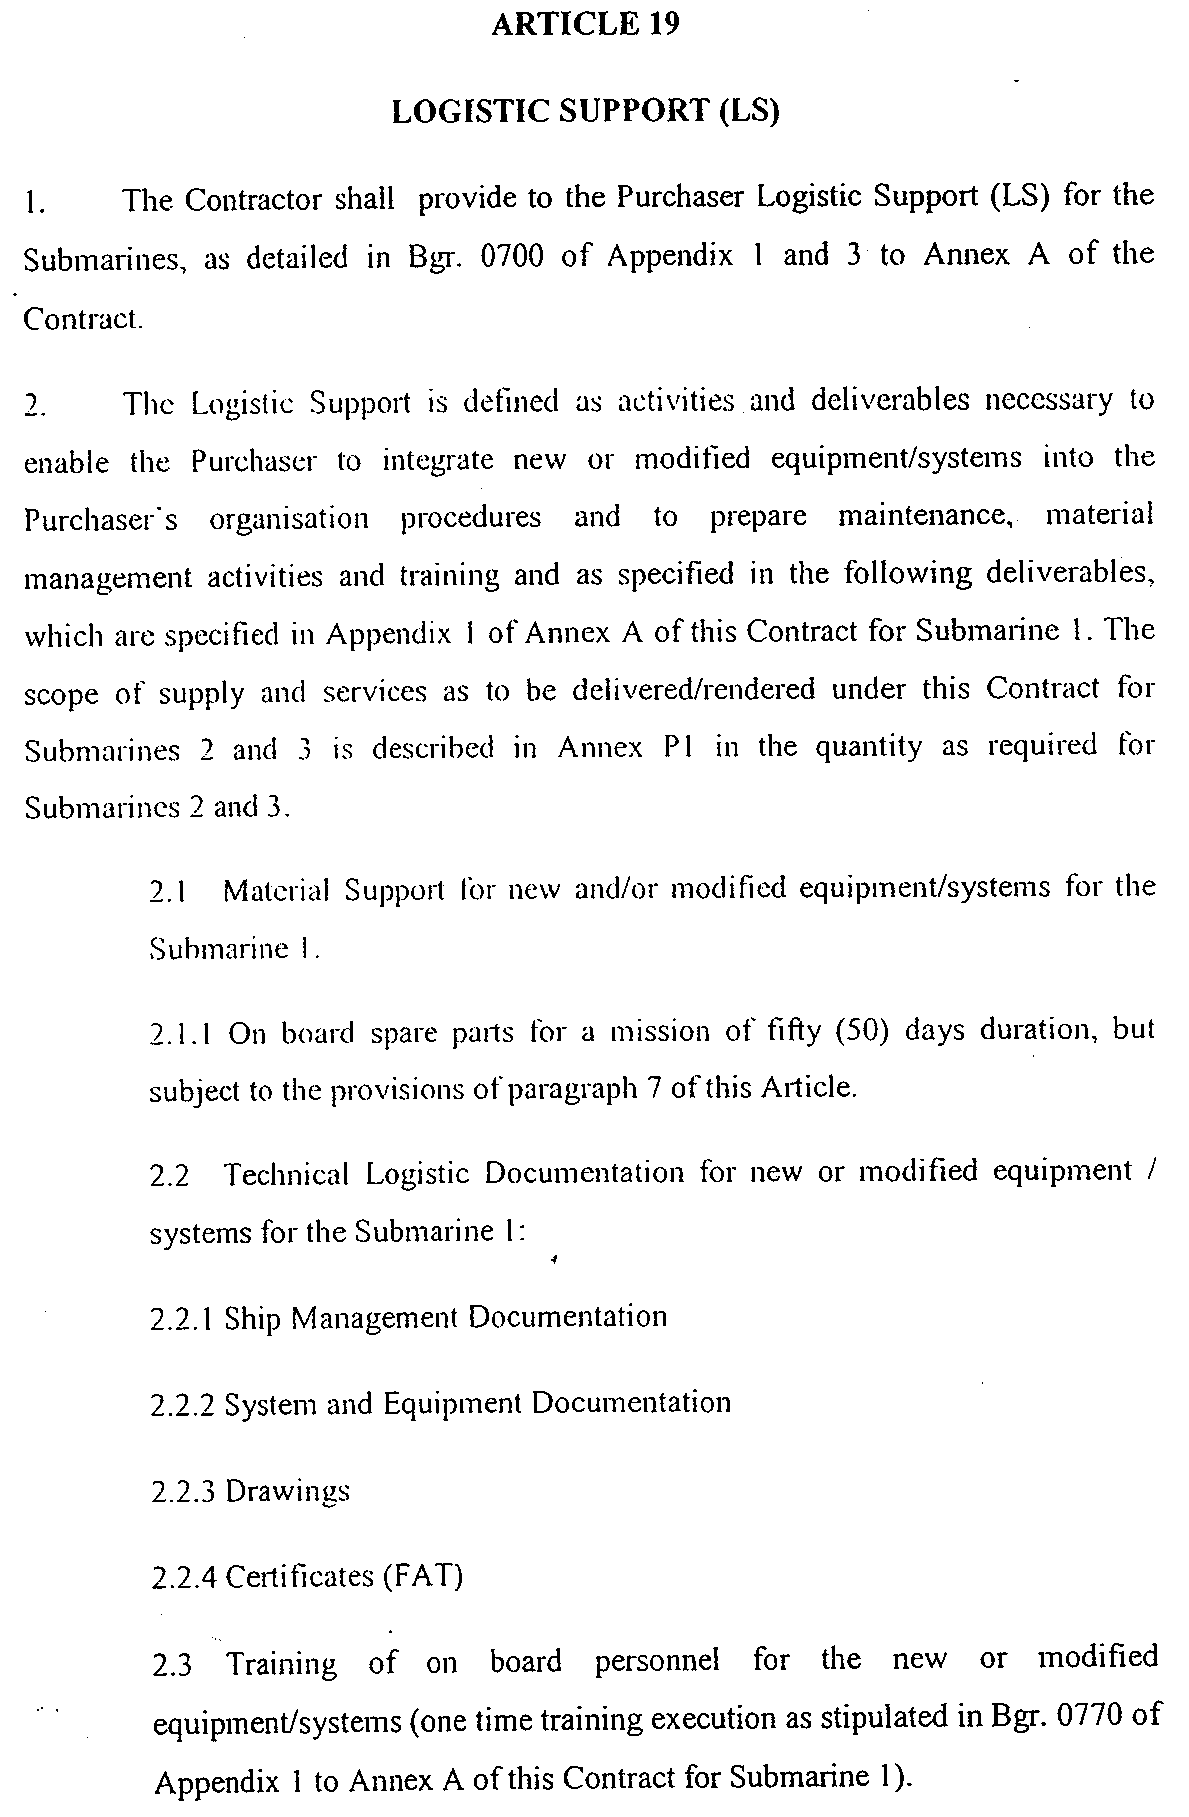 ARTICLE 19
LOGISTIC SUPPORT (LS)
1. The Contractor shall provide to the Purchaser Logistic Support (LS) for the
Submarines, as detailed in Bgr. 0700 of Appendix 1 and 3 to Annex A of the
Contract.
2. The Logistic Support is defined as activities and deliverables necessary to
enable the Purchaser to integrate new or modified equipment/systems into the
Purchaser's organisation procedures and to prepare maintenance, material
management activities and training and as specified in the following deliverables,
which are specified in Appendix 1 of Annex A of this Contract for Submarine 1. The
scope of supply and services as to be delivered/rendered under this Contract for
Submarines 2 and 3 is described in Annex P1 in the quantity as required for
Submarines 2 and 3.
2.1 Material Support for new and/or modified equipment/systems for the
Submarine 1.
2.1.1 On board spare parts for a mission of fifty (50) days duration, but
subject to the provisions of paragraph 7 of this Article.
2.2 Technical Logistic Documentation for new or modified equipment /
systems for the Submarine 1:
2.2.1 Ship Management Documentation
2.2.2 System and Equipment Documentation
2.2.3 Drawings
2.2.4 Certificates (FAT)
2.3 Training of on board personnel for the new or modified
equipment/systems (one time training execution as stipulated in Bgr. 0770 of
Appendix 1 to Annex A of this Contract for Submarine 1).